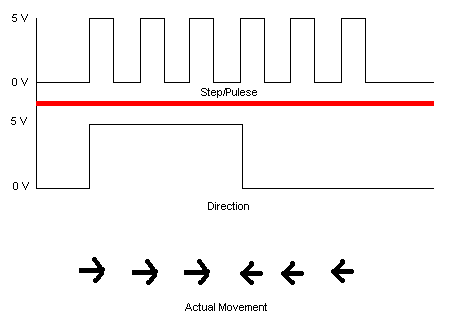 5 V
0 V
Step/Pulese
5 V
0 V
Direction
Actual Movement